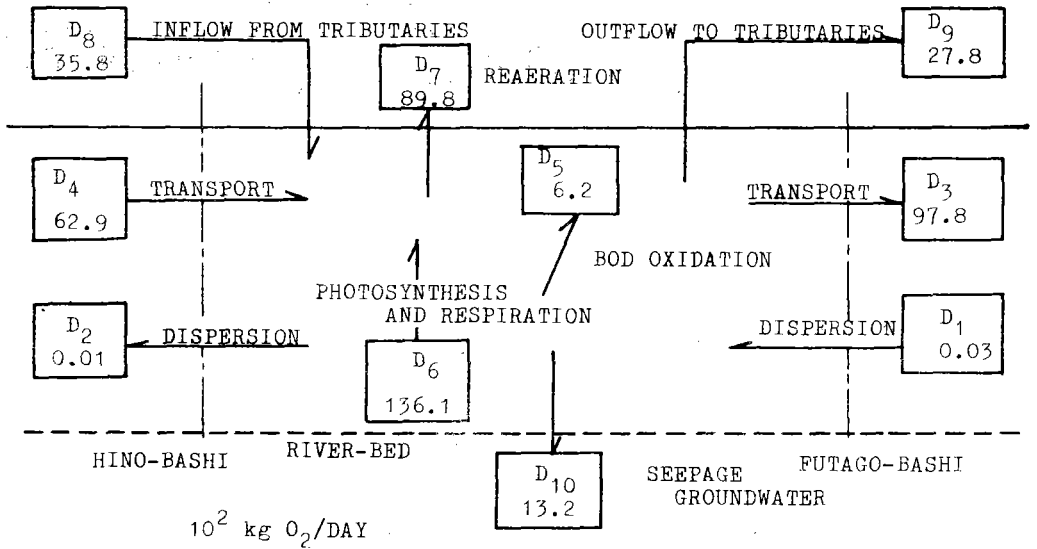 D8 INFLOW FROM TRIBUTARIES OUTFLOW TO TRIBUTARIES D9
35.8 27.8
D7 REAERATION
89.8
D4 TRANSPORT
62.9
D5
6.2
TRANSPORT D3
97.8
BOD OXIDATION
PHOTOSYNTHESIS
AND RESPIRATION
D2 DISPERSION
0.01
DISPERSION D1
0.03
D6
136.1
HINO-BASHI RIVER-BED
D10
13.2
SEEPAGE
GROUNDWATER
FUTAGO-BASHI
10² kg O₂/DAY